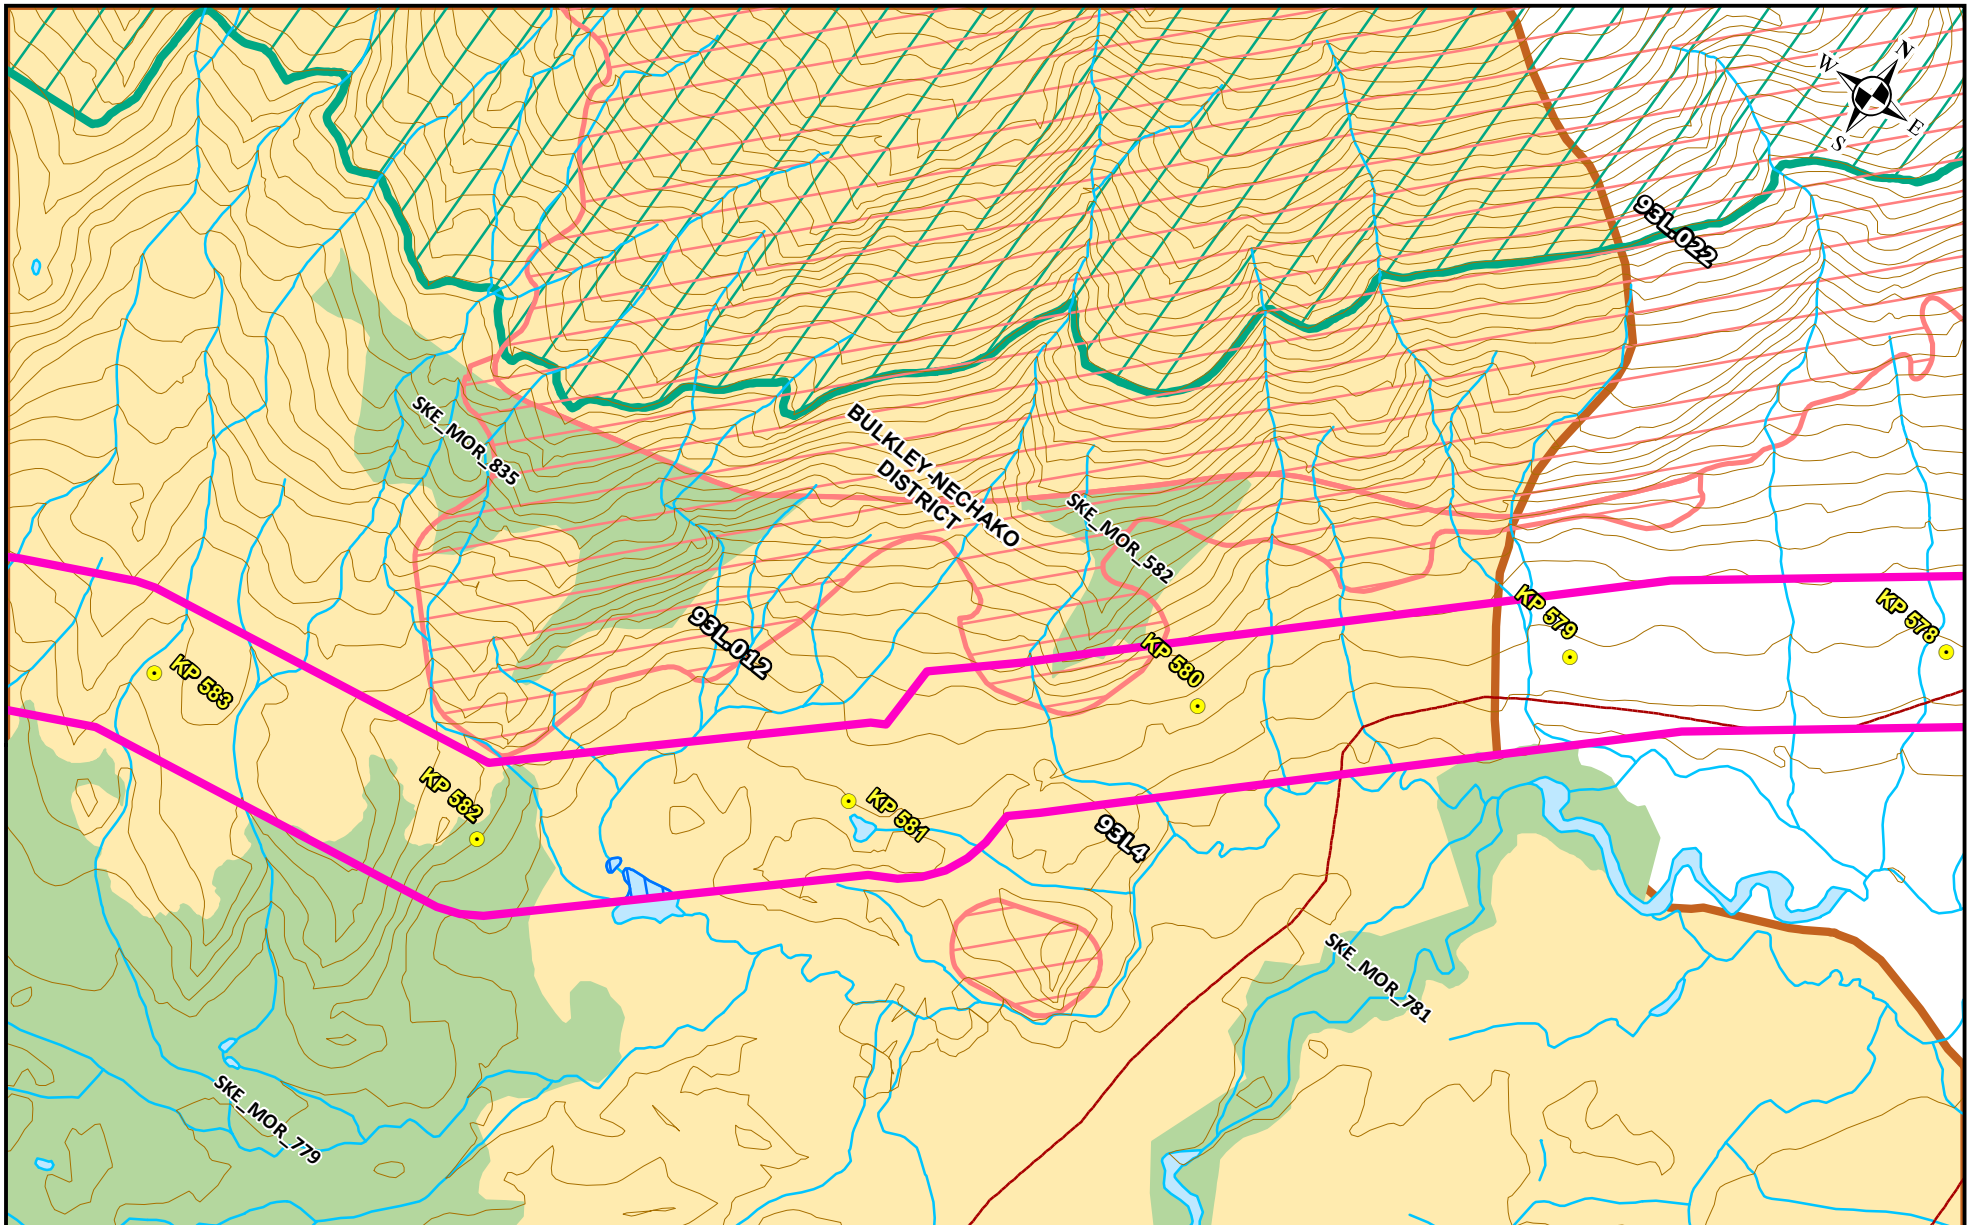 N
W
E
S
93L.022
SKE_MOR_835
BULKLEY-NECHAKO
DISTRICT
SKE_MOR_582
KP 579
KP 578
93L.012
KP 580
KP 583
KP 582
KP 581
93L4
SKE_MOR_781
SKE_MOR_779